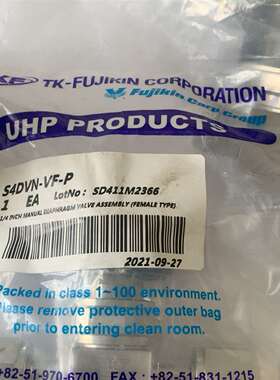 TK-FUJIKIN CORPORATION
Fujikin Corp Group
UHP PRODUCTS
S4DVN-VF-P
1 EA LotNo: SD411M2366
1/4 INCH MANUAL DIAPHRAGM VALVE ASSEMBLY (FEMALE TYPE)
2021-09-27
Packed in class 1~100 environment.
Please remove protective outer bag
prior to entering clean room.
+82-51-970-6700 FAX : +82-51-831-1215